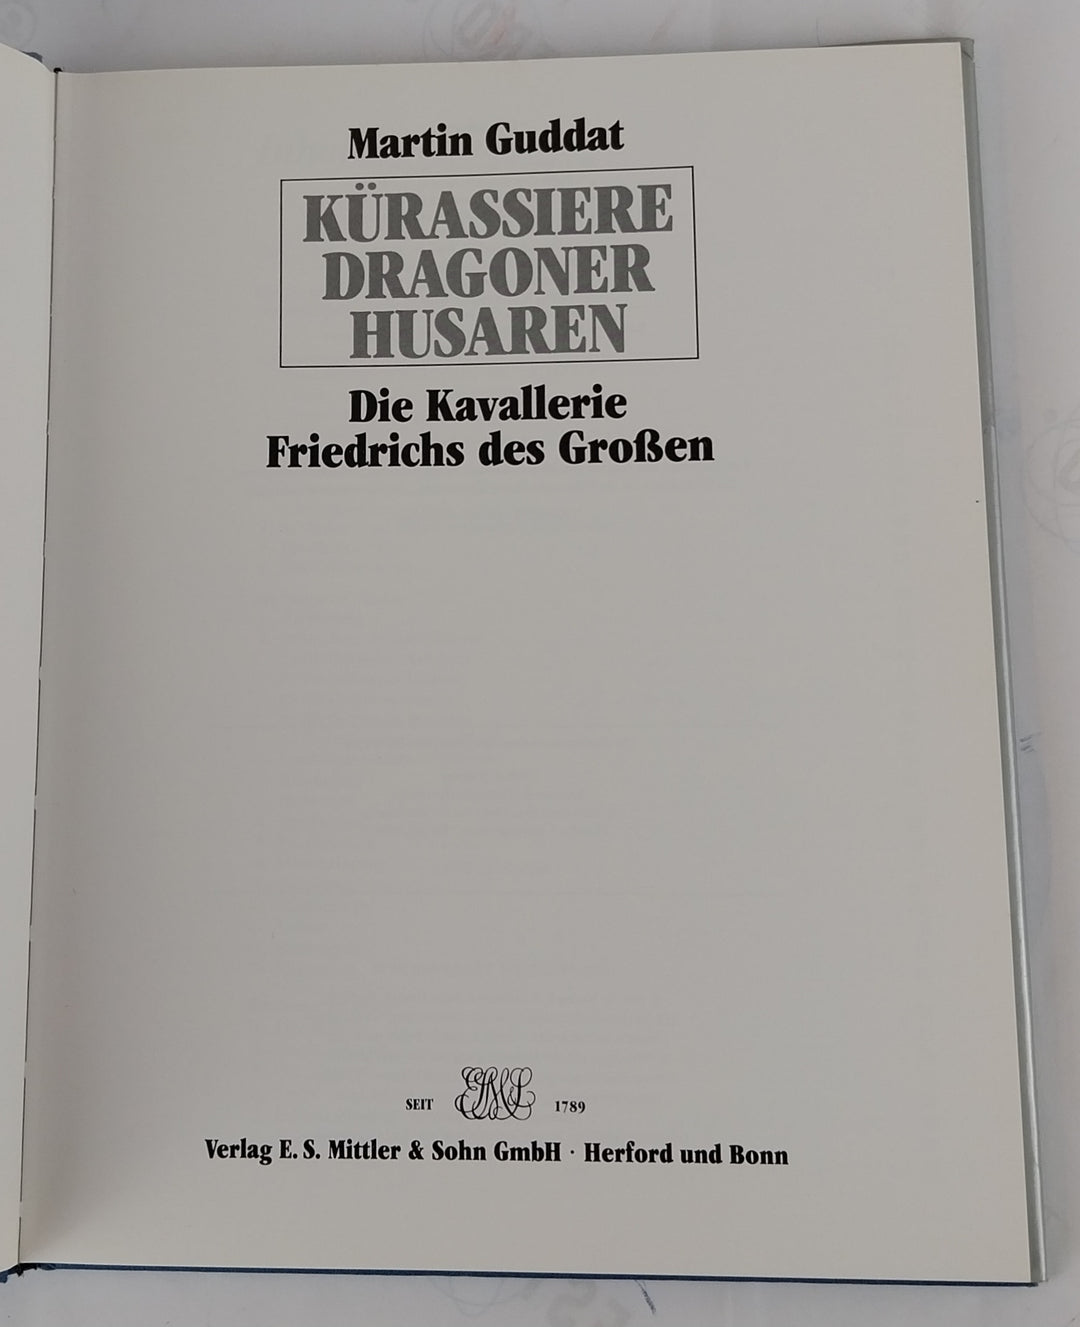 Martin Guddat
KÜRASSIERE
DRAGONER
HUSAREN
Die Kavallerie
Friedrichs des Großen
SEIT 1789
Verlag E. S. Mittler & Sohn GmbH · Herford und Bonn